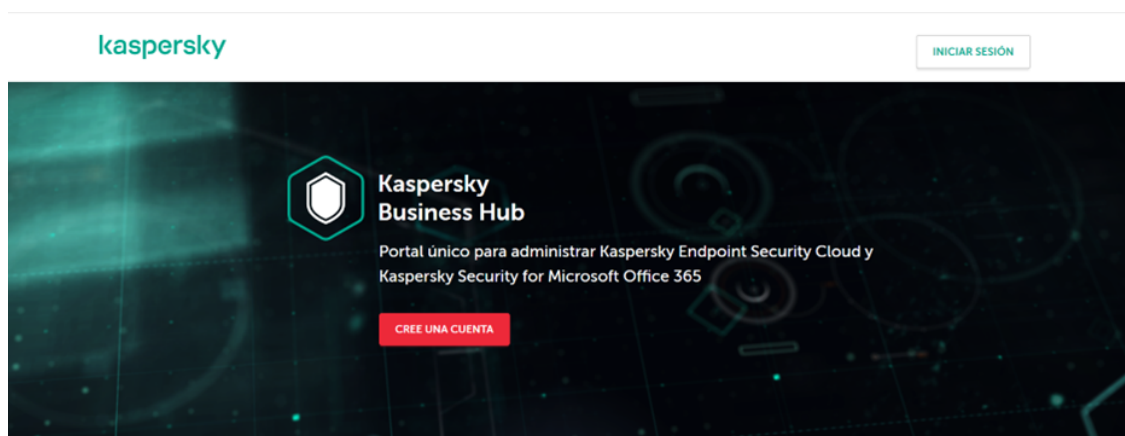 kaspersky
INICIAR SESIÓN
Kaspersky
Business Hub
Portal único para administrar Kaspersky Endpoint Security Cloud y
Kaspersky Security for Microsoft Office 365
CREE UNA CUENTA